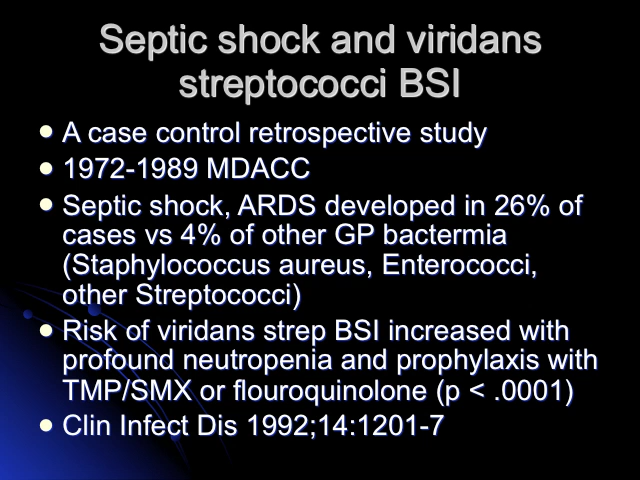 Septic shock and viridans
streptococci BSI
A case control retrospective study
1972-1989 MDACC
Septic shock, ARDS developed in 26% of
cases vs 4% of other GP bactermia
(Staphylococcus aureus, Enterococci,
other Streptococci)
Risk of viridans strep BSI increased with
profound neutropenia and prophylaxis with
TMP/SMX or flouroquinolone (p < .0001)
Clin Infect Dis 1992;14:1201-7